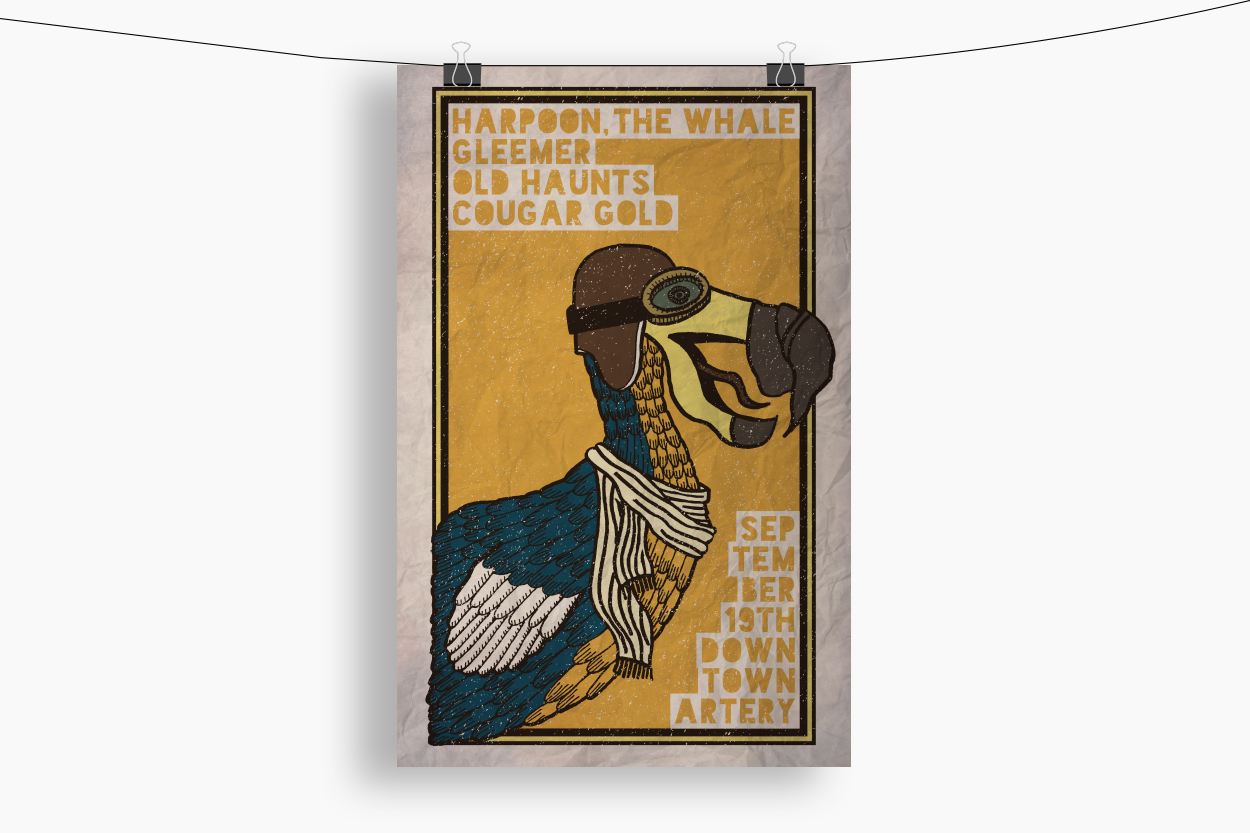 HARPOON, THE WHALE
GLEEMER
OLD HAUNTS
COUGAR GOLD
SEP
TEM
BER
19TH
DOWN
TOWN
ARTERY